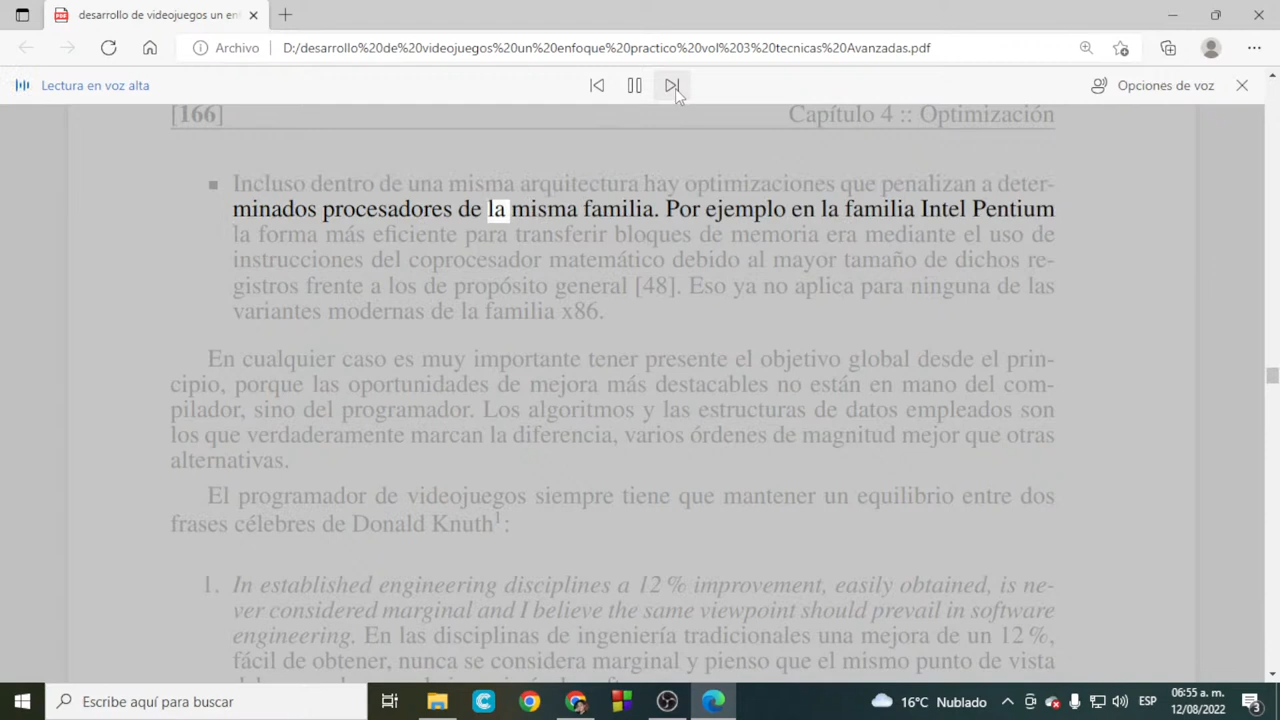 desarrollo de videojuegos un en
Archivo
D:/desarrollo%20de%20videojuegos%20un%20enfoque%20practico%20vol%203%20tecnicas%20Avanzadas.pdf
Lectura en voz alta
Opciones de voz
[166]
Capítulo 4 :: Optimización
Incluso dentro de una misma arquitectura hay optimizaciones que penalizan a deter-
minados procesadores de la misma familia. Por ejemplo en la familia Intel Pentium
la forma más eficiente para transferir bloques de memoria era mediante el uso de
instrucciones del coprocesador matemático debido al mayor tamaño de dichos re-
gistros frente a los de propósito general [48]. Eso ya no aplica para ninguna de las
variantes modernas de la familia x86.
En cualquier caso es muy importante tener presente el objetivo global desde el prin-
cipio, porque las oportunidades de mejora más destacables no están en mano del com-
pilador, sino del programador. Los algoritmos y las estructuras de datos empleados son
los que verdaderamente marcan la diferencia, varios órdenes de magnitud mejor que otras
alternativas.
El programador de videojuegos siempre tiene que mantener un equilibrio entre dos
frases célebres de Donald Knuth¹:
1. In established engineering disciplines a 12 % improvement, easily obtained, is ne-
ver considered marginal and I believe the same viewpoint should prevail in software
engineering. En las disciplinas de ingeniería tradicionales una mejora de un 12 %,
fácil de obtener, nunca se considera marginal y pienso que el mismo punto de vista
Escribe aquí para buscar
16°C Nublado
ESP
06:55 a. m.
12/08/2022
3